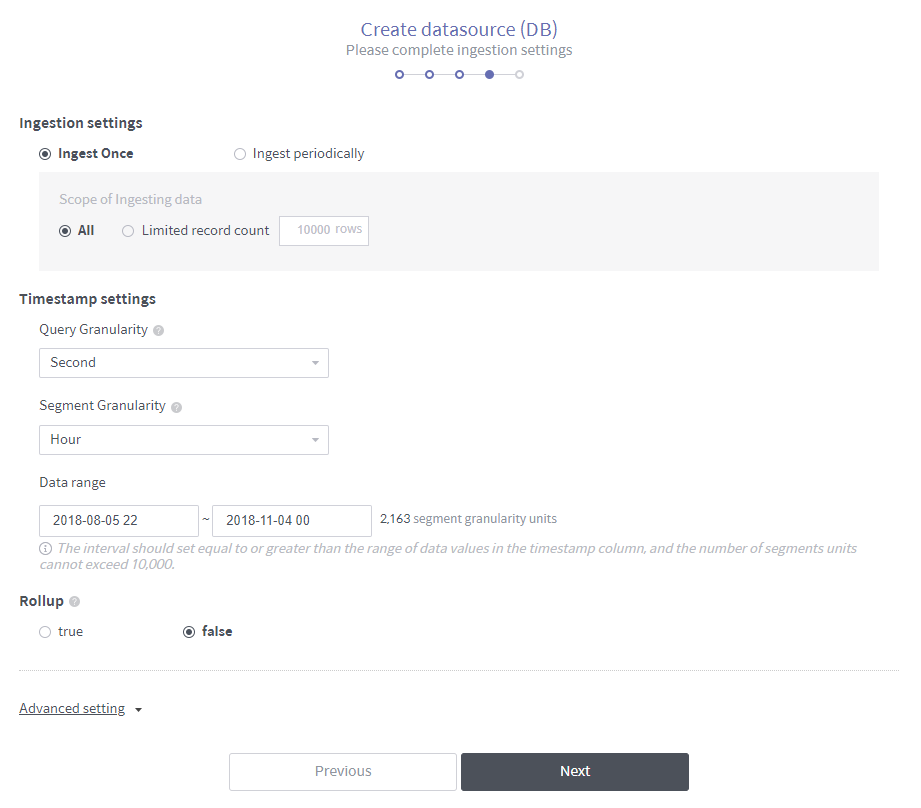 Create datasource (DB)
Please complete ingestion settings
Ingestion settings
Ingest Once Ingest periodically
Scope of Ingesting data
All Limited record count 10000 rows
Timestamp settings
Query Granularity ?
Second
Segment Granularity ?
Hour
Data range
2018-08-05 22 ~ 2018-11-04 00 2,163 segment granularity units
The interval should set equal to or greater than the range of data values in the timestamp column, and the number of segments units
cannot exceed 10,000.
Rollup ?
true false
Advanced setting
Previous Next